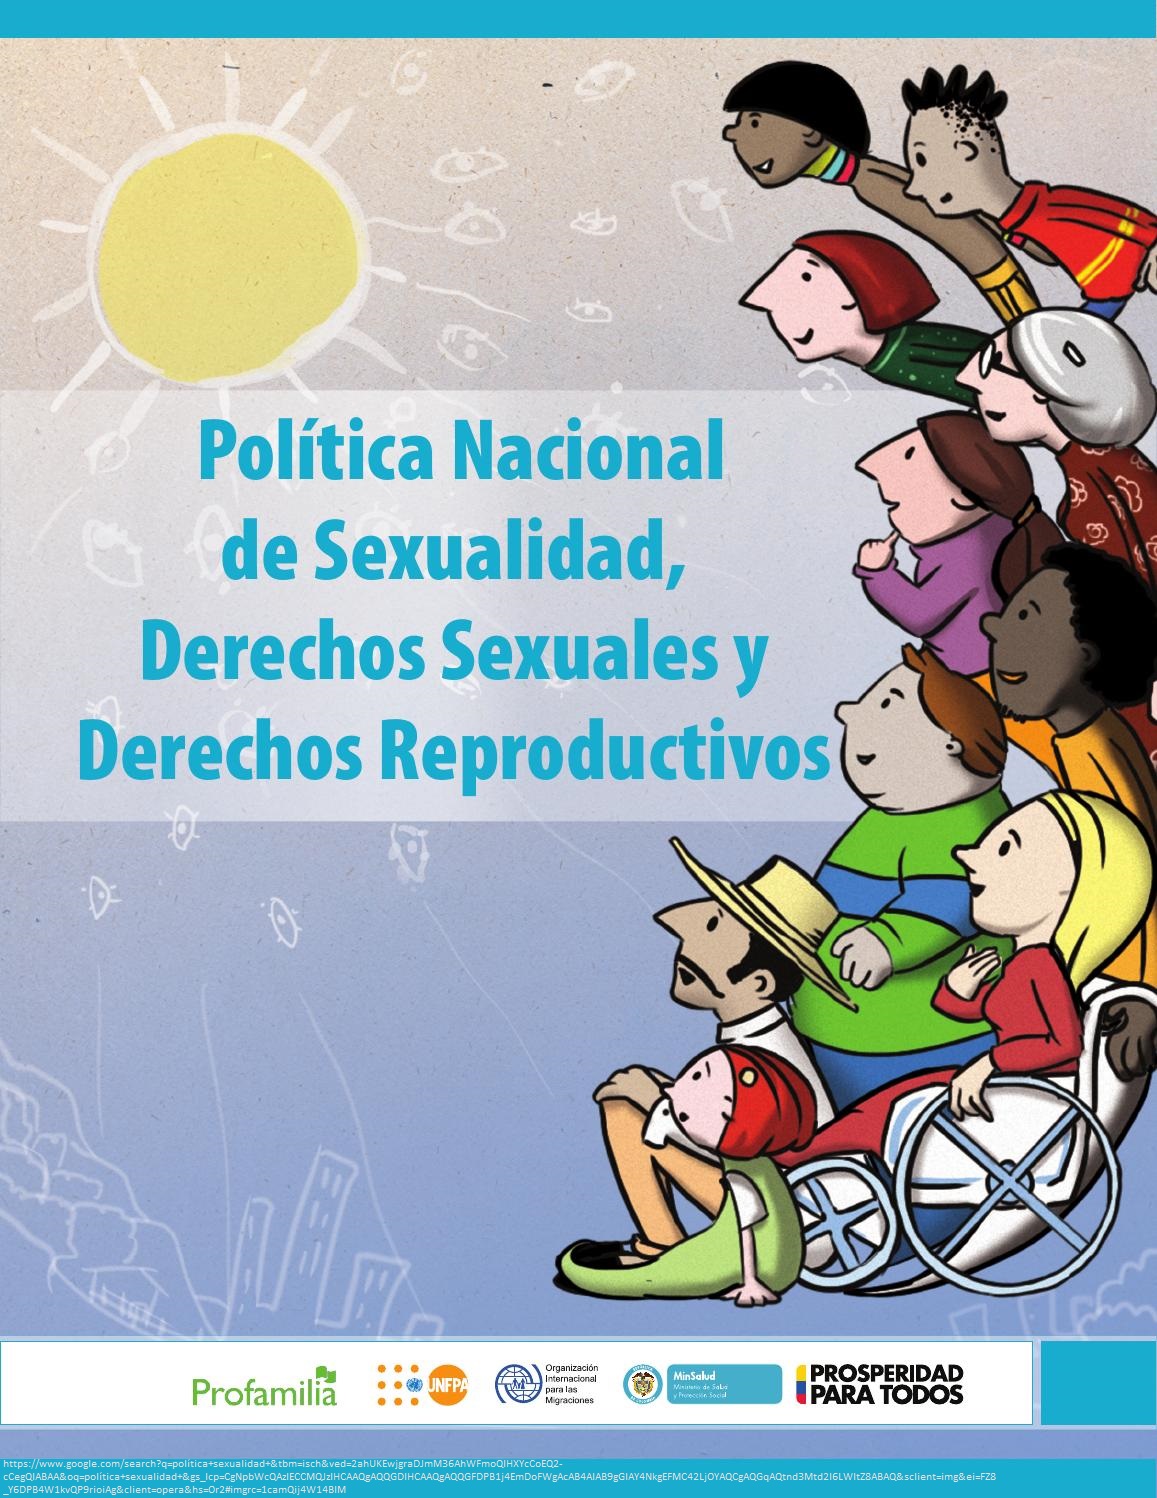 Política Nacional
de Sexualidad,
Derechos Sexuales y
Derechos Reproductivos
Profamilia
UNFPA
Organización
Internacional
para las
Migraciones
MinSalud
Ministerio de Salud
y Protección Social
PROSPERIDAD
PARA TODOS
https://www.google.com/search?q=politica+sexualidad+&tbm=isch&ved=2ahUKEwjgraDJmM36AhWFmoQIHXYcCoEQ2-
cCegQIABAA&oq=politica+sexualidad+&gs_lcp=CgNpbWcQAzIECCMQJzIHCAAQgAQQGDIHCAAQgAQQGFDPB1j4EmDoFWgAcAB4AIAB9gGIAY4NkgEFMC42LjOYAQCgAQGqAQtnd3Mtd2l6LWltZ8ABAQ&sclient=img&ei=FZ8
_Y6DPB4W1kvQP9rioiAg&client=opera&hs=Or2#imgrc=1camQij4W14BIM